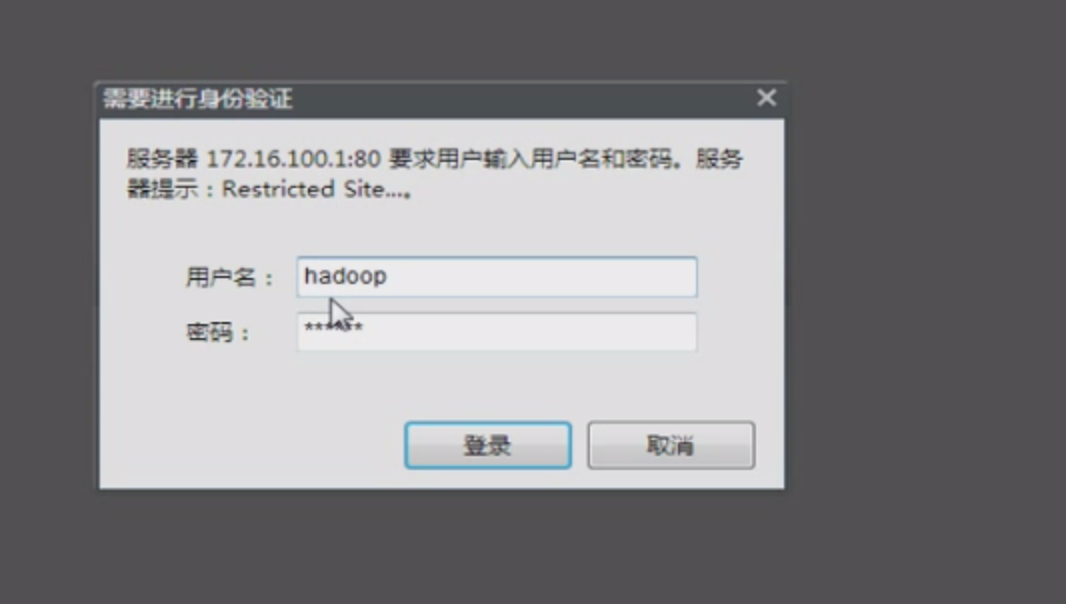 需要进行身份验证
服务器 172.16.100.1:80 要求用户输入用户名和密码。服务
器提示：Restricted Site...。
用户名： hadoop
密码： ******
登录 取消